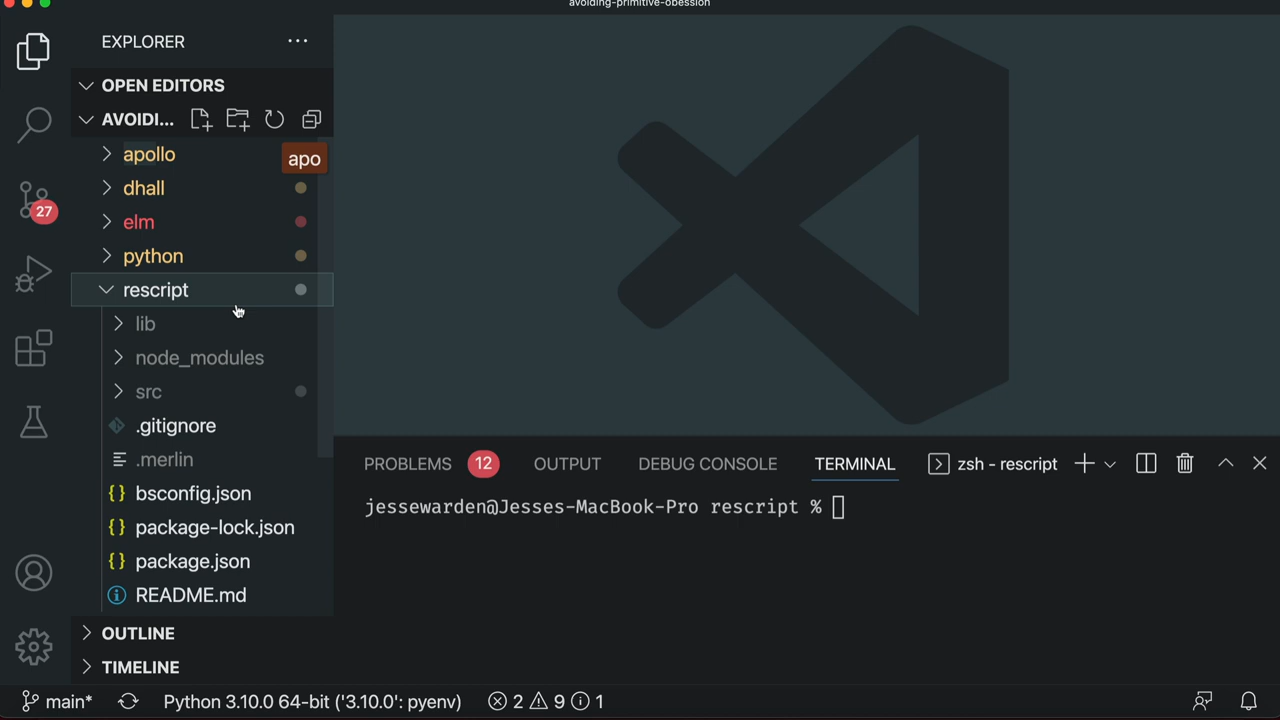 avoiding-primitive-obession
EXPLORER
OPEN EDITORS
AVOIDI...
apollo
apo
dhall
elm
python
rescript
lib
node_modules
src
.gitignore
.merlin
bsconfig.json
package-lock.json
package.json
README.md
OUTLINE
TIMELINE
27
PROBLEMS 12 OUTPUT DEBUG CONSOLE TERMINAL zsh - rescript
jessewarden@Jesses-MacBook-Pro rescript %
main* Python 3.10.0 64-bit ('3.10.0': pyenv) 2 9 1